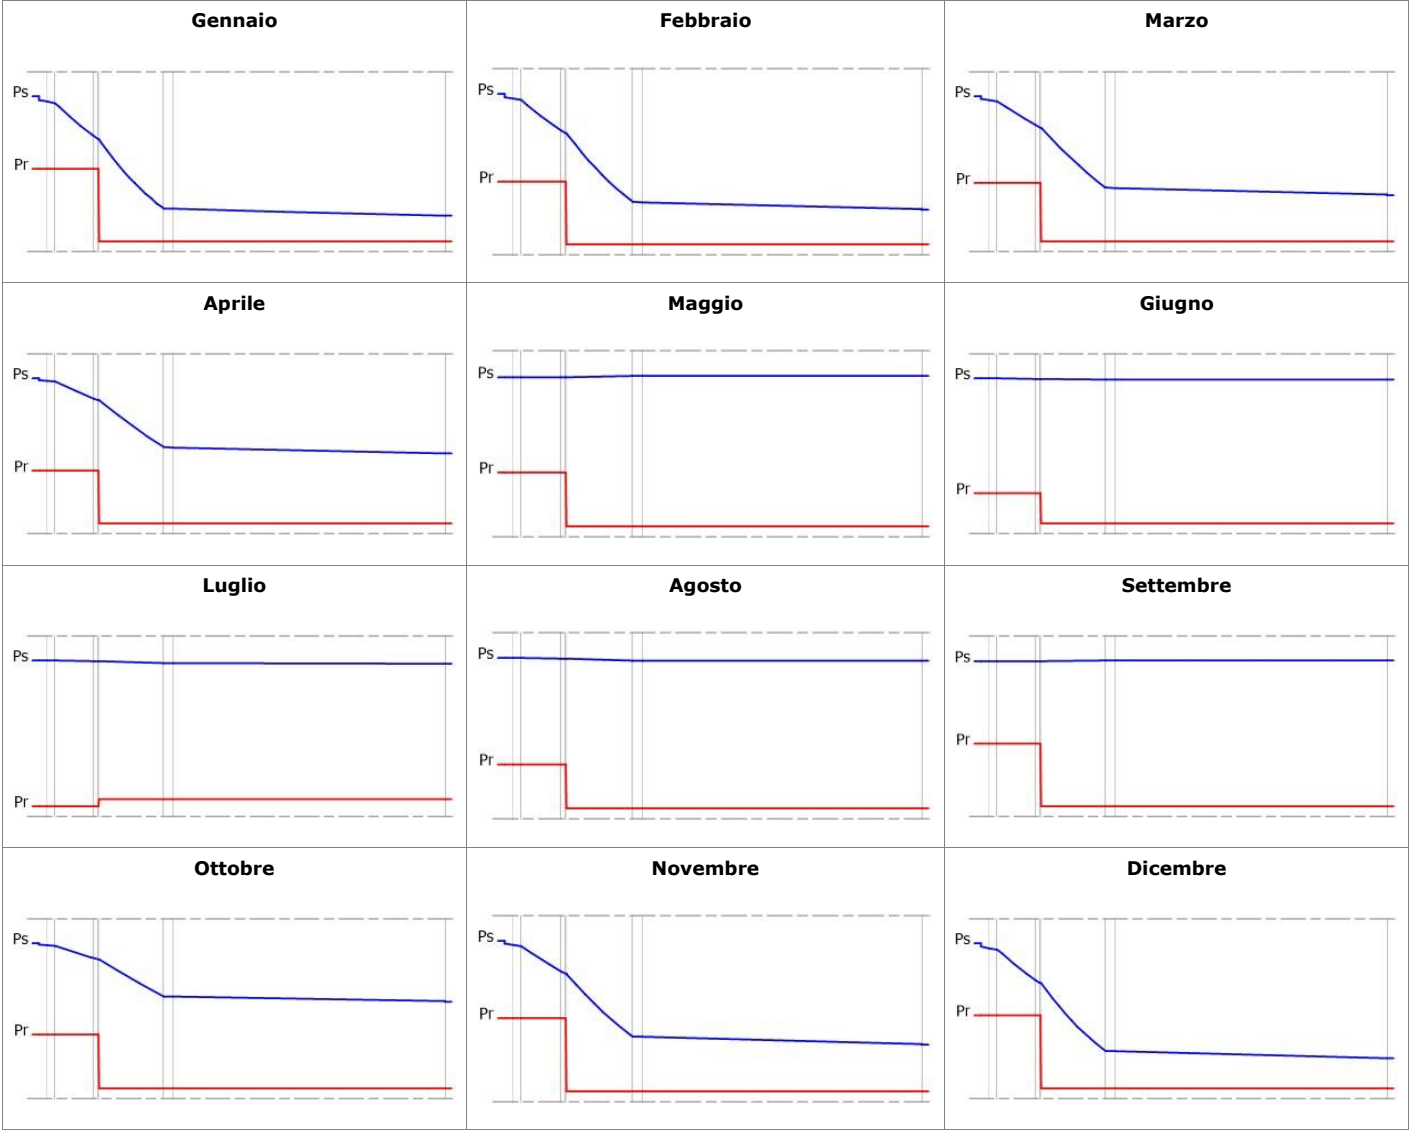 Gennaio
Febbraio
Marzo
Ps
Pr
Ps
Pr
Ps
Pr
Aprile
Maggio
Giugno
Ps
Pr
Ps
Pr
Ps
Pr
Luglio
Agosto
Settembre
Ps
Pr
Ps
Pr
Ps
Pr
Ottobre
Novembre
Dicembre
Ps
Pr
Ps
Pr
Ps
Pr